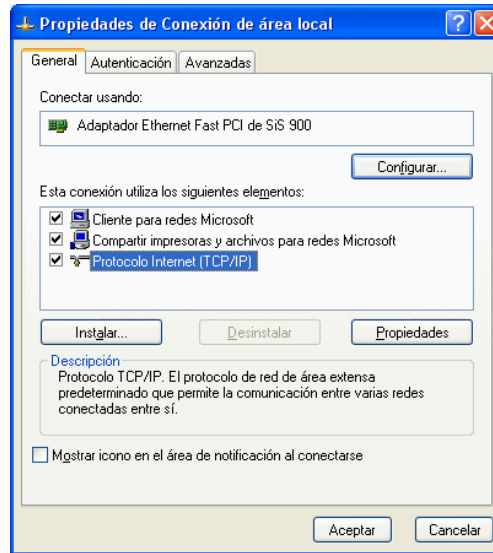 Propiedades de Conexión de área local
General Autenticación Avanzadas
Conectar usando:
Adaptador Ethernet Fast PCI de SiS 900
Configurar...
Esta conexión utiliza los siguientes elementos:
Cliente para redes Microsoft
Compartir impresoras y archivos para redes Microsoft
Protocolo Internet (TCP/IP)
Instalar... Desinstalar Propiedades
Descripción
Protocolo TCP/IP. El protocolo de red de área extensa
predeterminado que permite la comunicación entre varias redes
conectadas entre sí.
Mostrar icono en el área de notificación al conectarse
Aceptar Cancelar